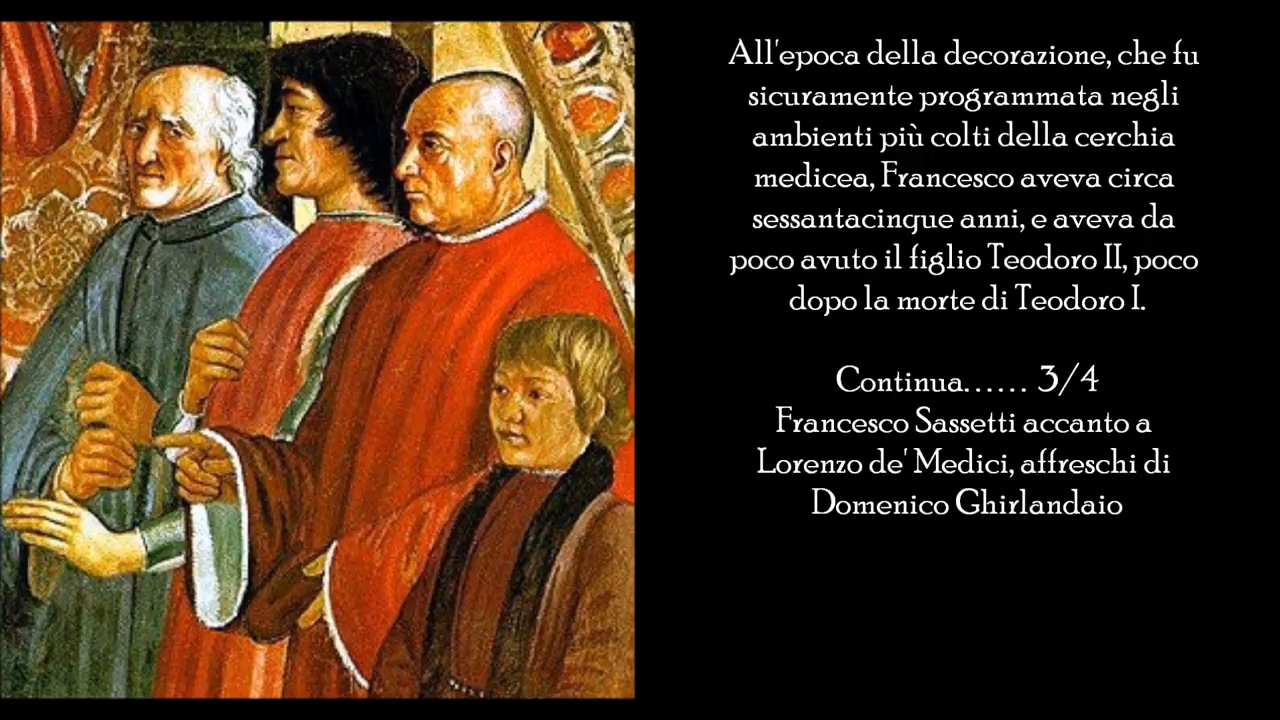 All'epoca della decorazione, che fu
sicuramente programmata negli
ambienti più colti della cerchia
medicea, Francesco aveva circa
sessantacinque anni, e aveva da
poco avuto il figlio Teodoro II, poco
dopo la morte di Teodoro I.
Continua...... 3/4
Francesco Sassetti accanto a
Lorenzo de' Medici, affreschi di
Domenico Ghirlandaio